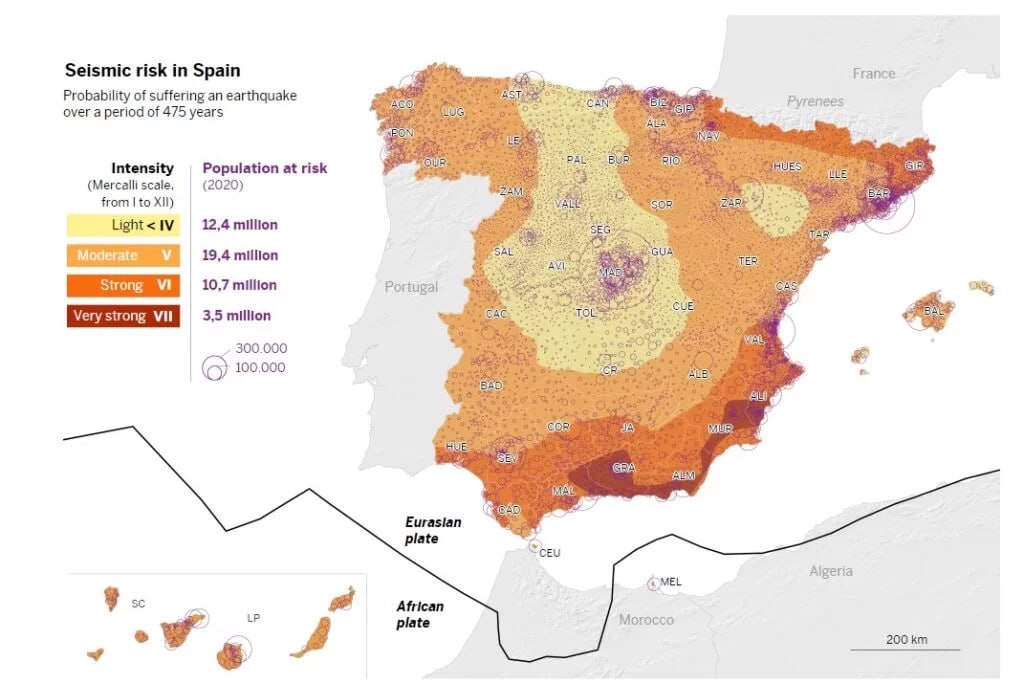 Seismic risk in Spain
Probability of suffering an earthquake
over a period of 475 years
Intensity
(Mercalli scale,
from I to XII)
Population at risk
(2020)
Light < IV 12,4 million
Moderate V 19,4 million
Strong VI 10,7 million
Very strong VII 3,5 million
300.000
100.000
France
Pyrenees
Portugal
ACO
LUG
AST
CAN
BIZ
GIP
PON
OUR
LE
ALA
NAV
PAL
BUR
RIO
HUES
LLE
GIR
ZAM
VALL
SOR
ZAR
BAR
SEG
TAR
SAL
AVI
MAD
GUA
TER
CAS
CAC
TOL
CUE
VAL
BAL
BAD
CR
ALB
ALI
HUE
SEV
COR
JA
MUR
GRA
ALM
MÁL
CÁD
CEU
MEL
Eurasian
plate
African
plate
Algeria
Morocco
SC
LP
200 km